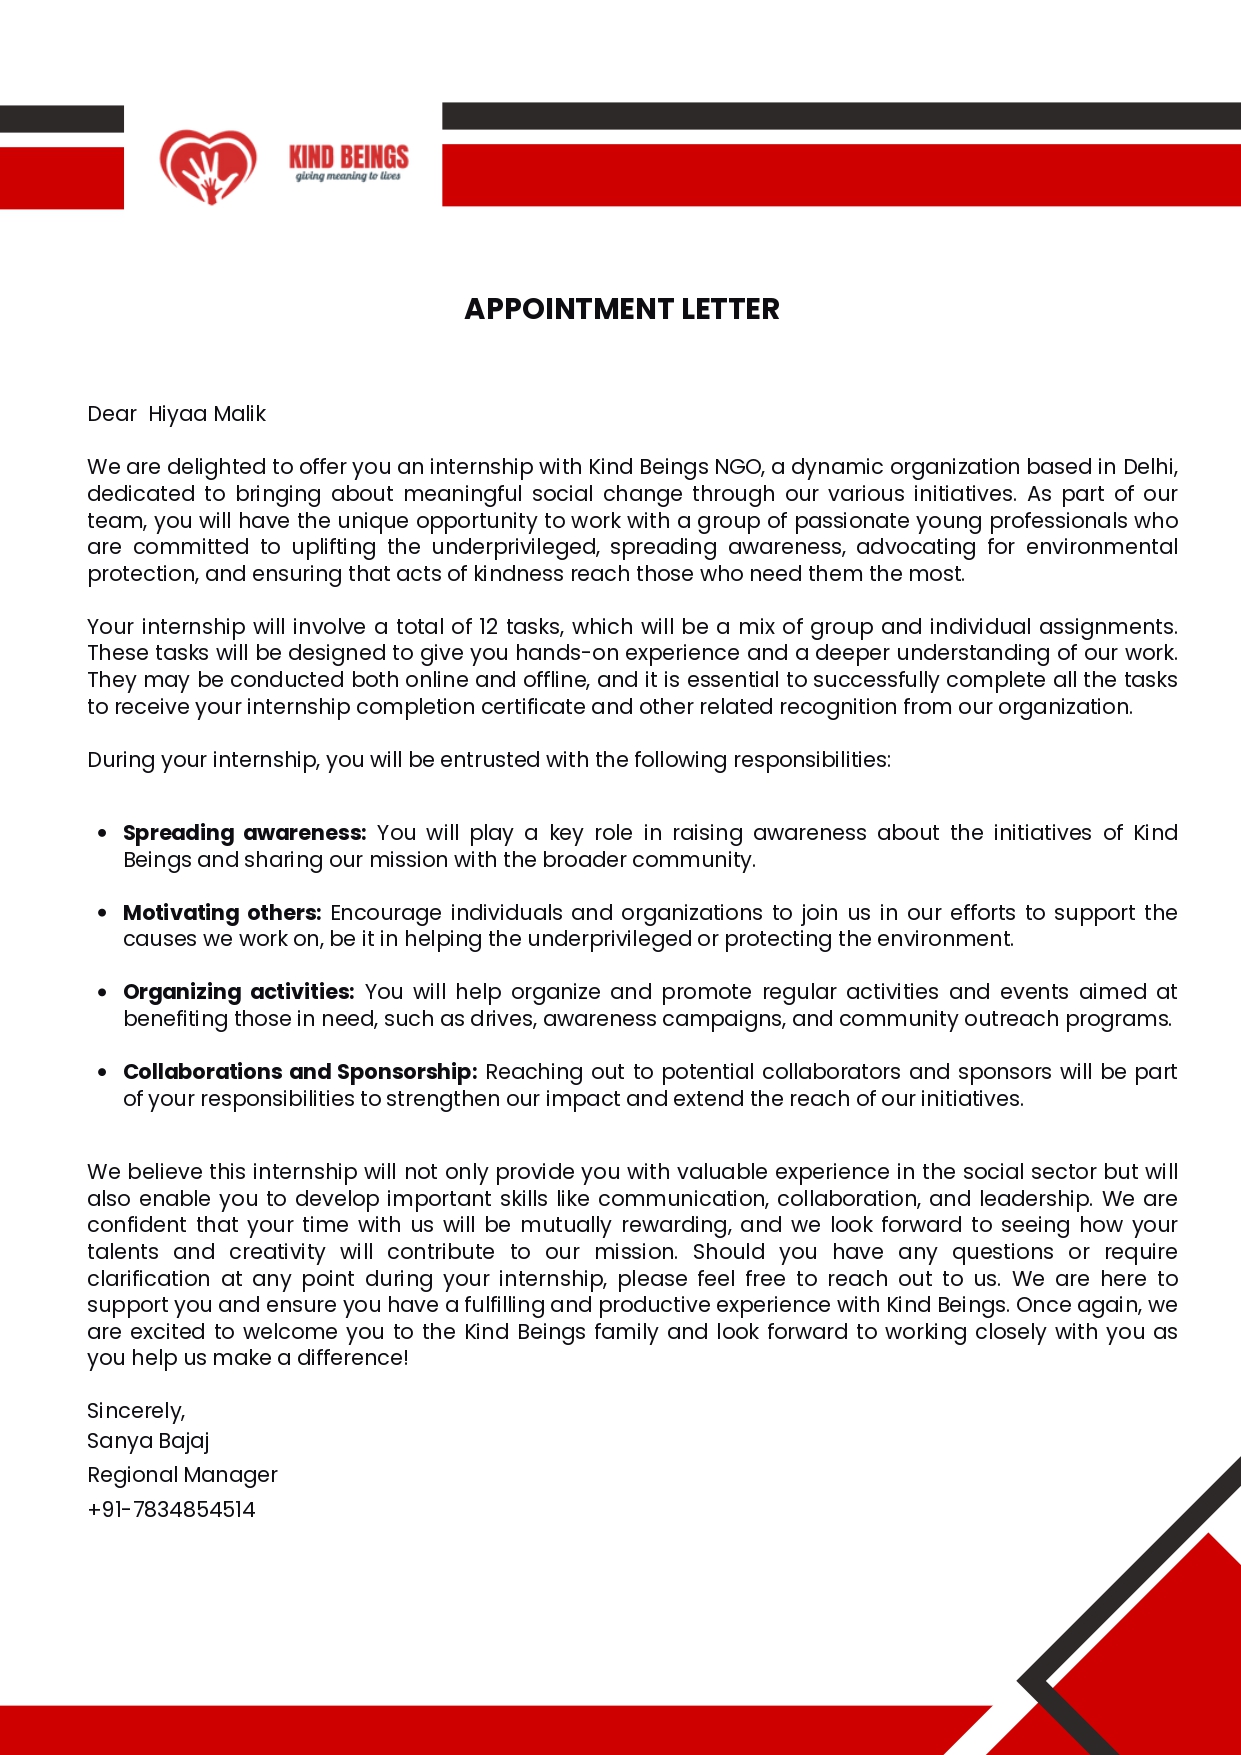 KIND BEINGS
giving meaning to lives
APPOINTMENT LETTER
Dear  Hiyaa Malik
We are delighted to offer you an internship with Kind Beings NGO, a dynamic organization based in Delhi,
dedicated to bringing about meaningful social change through our various initiatives. As part of our
team, you will have the unique opportunity to work with a group of passionate young professionals who
are committed to uplifting the underprivileged, spreading awareness, advocating for environmental
protection, and ensuring that acts of kindness reach those who need them the most.
Your internship will involve a total of 12 tasks, which will be a mix of group and individual assignments.
These tasks will be designed to give you hands-on experience and a deeper understanding of our work.
They may be conducted both online and offline, and it is essential to successfully complete all the tasks
to receive your internship completion certificate and other related recognition from our organization.
During your internship, you will be entrusted with the following responsibilities:
• Spreading awareness: You will play a key role in raising awareness about the initiatives of Kind
Beings and sharing our mission with the broader community.
• Motivating others: Encourage individuals and organizations to join us in our efforts to support the
causes we work on, be it in helping the underprivileged or protecting the environment.
• Organizing activities: You will help organize and promote regular activities and events aimed at
benefiting those in need, such as drives, awareness campaigns, and community outreach programs.
• Collaborations and Sponsorship: Reaching out to potential collaborators and sponsors will be part
of your responsibilities to strengthen our impact and extend the reach of our initiatives.
We believe this internship will not only provide you with valuable experience in the social sector but will
also enable you to develop important skills like communication, collaboration, and leadership. We are
confident that your time with us will be mutually rewarding, and we look forward to seeing how your
talents and creativity will contribute to our mission. Should you have any questions or require
clarification at any point during your internship, please feel free to reach out to us. We are here to
support you and ensure you have a fulfilling and productive experience with Kind Beings. Once again, we
are excited to welcome you to the Kind Beings family and look forward to working closely with you as
you help us make a difference!
Sincerely,
Sanya Bajaj
Regional Manager
+91-7834854514